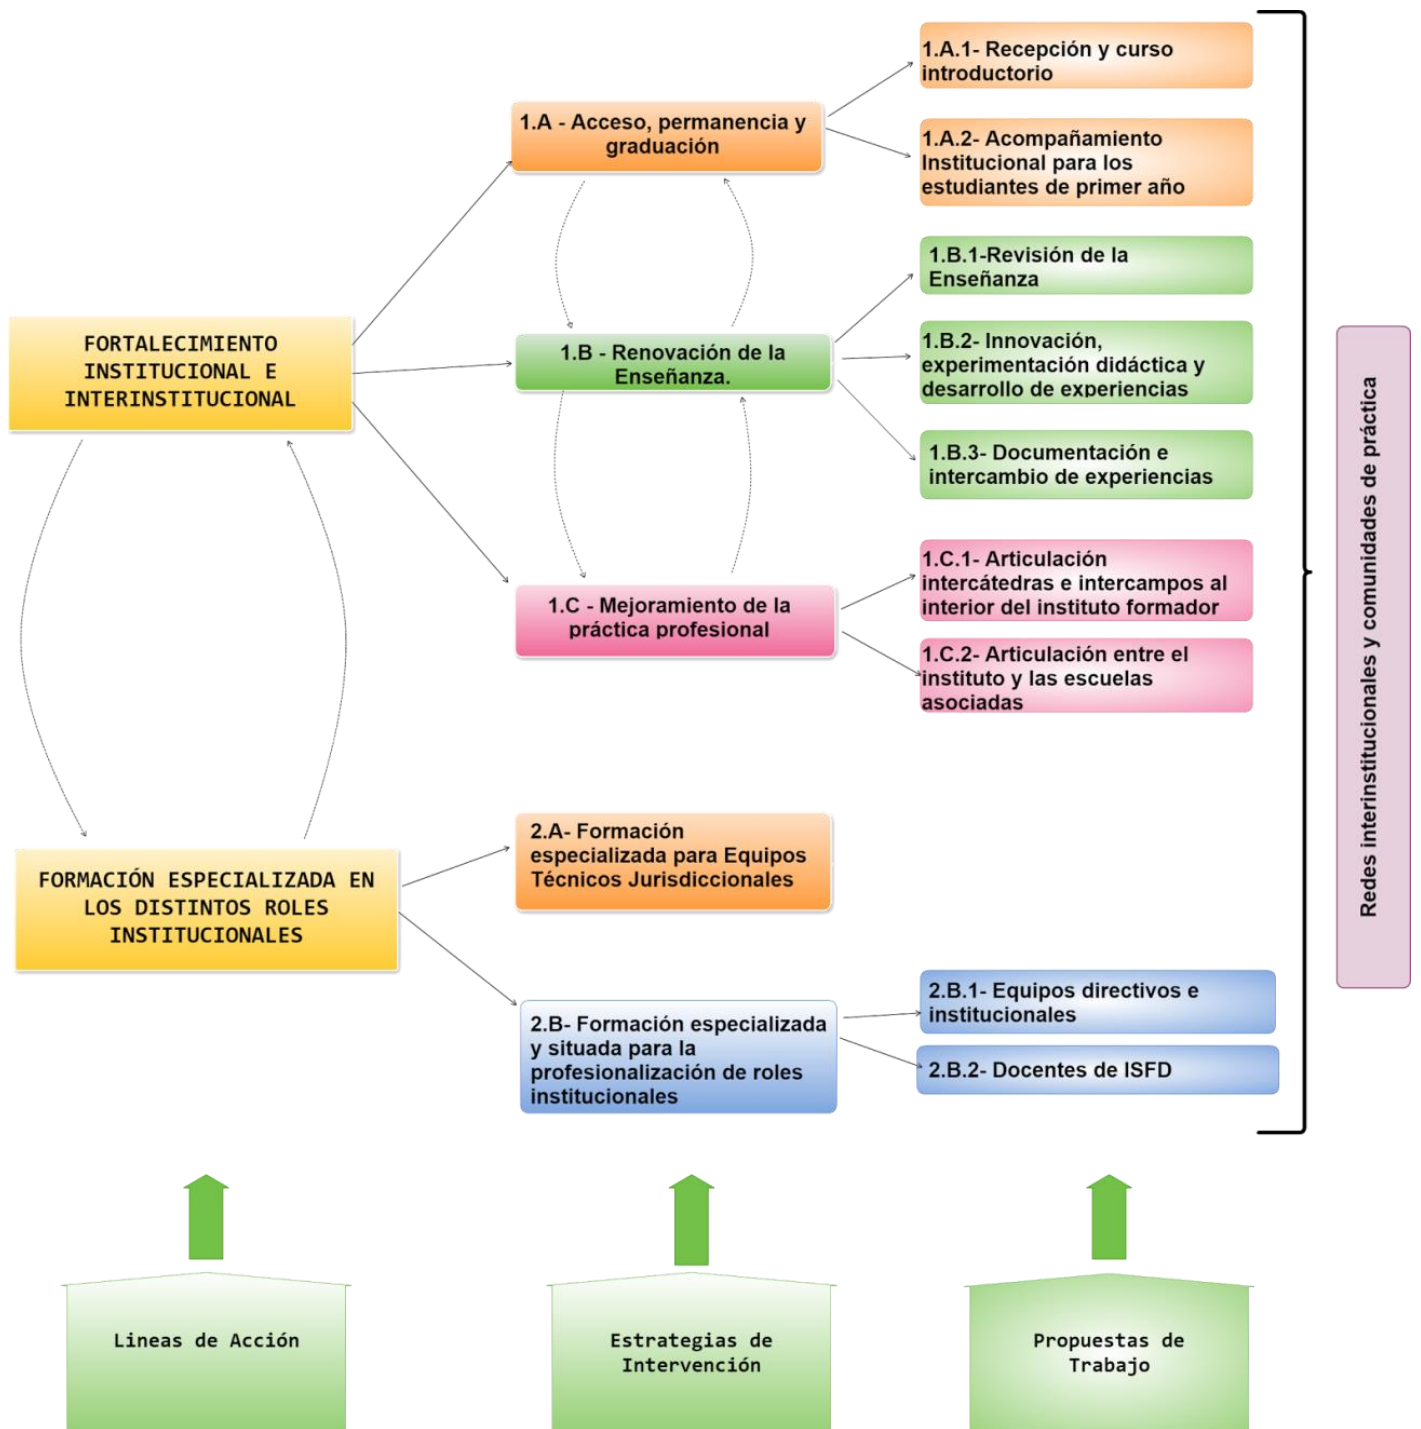 1.A.1- Recepción y curso
introductorio
1.A - Acceso, permanencia y
graduación
1.A.2- Acompañamiento
Institucional para los
estudiantes de primer año
1.B.1-Revisión de la
Enseñanza
FORTALECIMIENTO
INSTITUCIONAL E
INTERINSTITUCIONAL
1.B - Renovación de la
Enseñanza.
1.B.2- Innovación,
experimentación didáctica y
desarrollo de experiencias
1.B.3- Documentación e
intercambio de experiencias
1.C.1- Articulación
intercátedras e intercampos al
interior del instituto formador
1.C - Mejoramiento de la
práctica profesional
1.C.2- Articulación entre el
instituto y las escuelas
asociadas
Redes interinstitucionales y comunidades de práctica
FORMACIÓN ESPECIALIZADA EN
LOS DISTINTOS ROLES
INSTITUCIONALES
2.A- Formación
especializada para Equipos
Técnicos Jurisdiccionales
2.B- Formación especializada
y situada para la
profesionalización de roles
institucionales
2.B.1- Equipos directivos e
institucionales
2.B.2- Docentes de ISFD
Lineas de Acción
Estrategias de
Intervención
Propuestas de
Trabajo